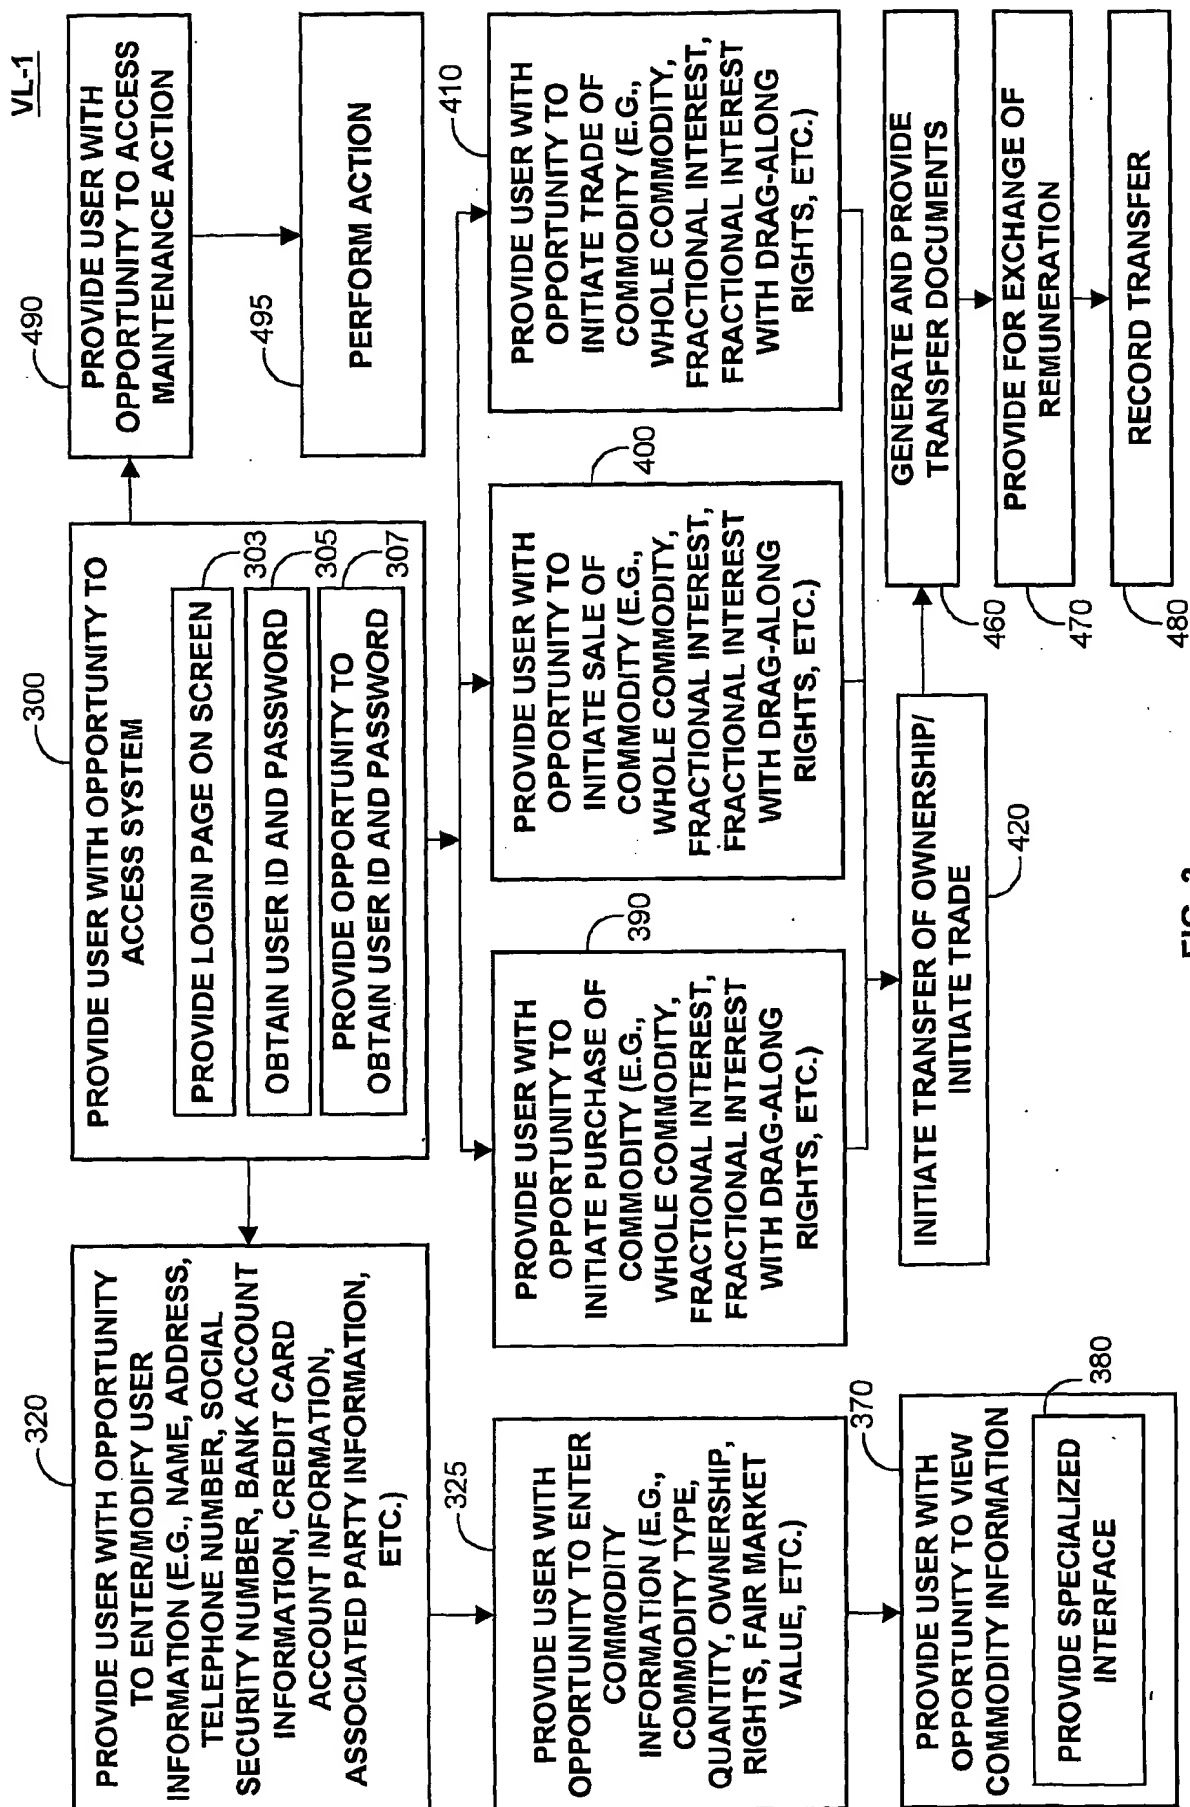 VL-1
320
PROVIDE USER WITH OPPORTUNITY
TO ENTER/MODIFY USER
INFORMATION (E.G., NAME, ADDRESS,
TELEPHONE NUMBER, SOCIAL
SECURITY NUMBER, BANK ACCOUNT
INFORMATION, CREDIT CARD
ACCOUNT INFORMATION,
ASSOCIATED PARTY INFORMATION,
ETC.)
300
PROVIDE USER WITH OPPORTUNITY TO
ACCESS SYSTEM
PROVIDE LOGIN PAGE ON SCREEN
303
OBTAIN USER ID AND PASSWORD
305
PROVIDE OPPORTUNITY TO
OBTAIN USER ID AND PASSWORD
307
490
PROVIDE USER WITH
OPPORTUNITY TO ACCESS
MAINTENANCE ACTION
495
PERFORM ACTION
325
PROVIDE USER WITH
OPPORTUNITY TO ENTER
COMMODITY
INFORMATION (E.G.,
COMMODITY TYPE,
QUANTITY, OWNERSHIP,
RIGHTS, FAIR MARKET
VALUE, ETC.)
390
PROVIDE USER WITH
OPPORTUNITY TO
INITIATE PURCHASE OF
COMMODITY (E.G.,
WHOLE COMMODITY,
FRACTIONAL INTEREST,
FRACTIONAL INTEREST
WITH DRAG-ALONG
RIGHTS, ETC.)
400
PROVIDE USER WITH
OPPORTUNITY TO
INITIATE SALE OF
COMMODITY (E.G.,
WHOLE COMMODITY,
FRACTIONAL INTEREST,
FRACTIONAL INTEREST
WITH DRAG-ALONG
RIGHTS, ETC.)
410
PROVIDE USER WITH
OPPORTUNITY TO
INITIATE TRADE OF
COMMODITY (E.G.,
WHOLE COMMODITY,
FRACTIONAL INTEREST,
FRACTIONAL INTEREST
WITH DRAG-ALONG
RIGHTS, ETC.)
370
PROVIDE USER WITH
OPPORTUNITY TO VIEW
COMMODITY INFORMATION
380
PROVIDE SPECIALIZED
INTERFACE
INITIATE TRANSFER OF OWNERSHIP/
INITIATE TRADE
420
GENERATE AND PROVIDE
TRANSFER DOCUMENTS
460
PROVIDE FOR EXCHANGE OF
REMUNERATION
470
RECORD TRANSFER
480
FIG.